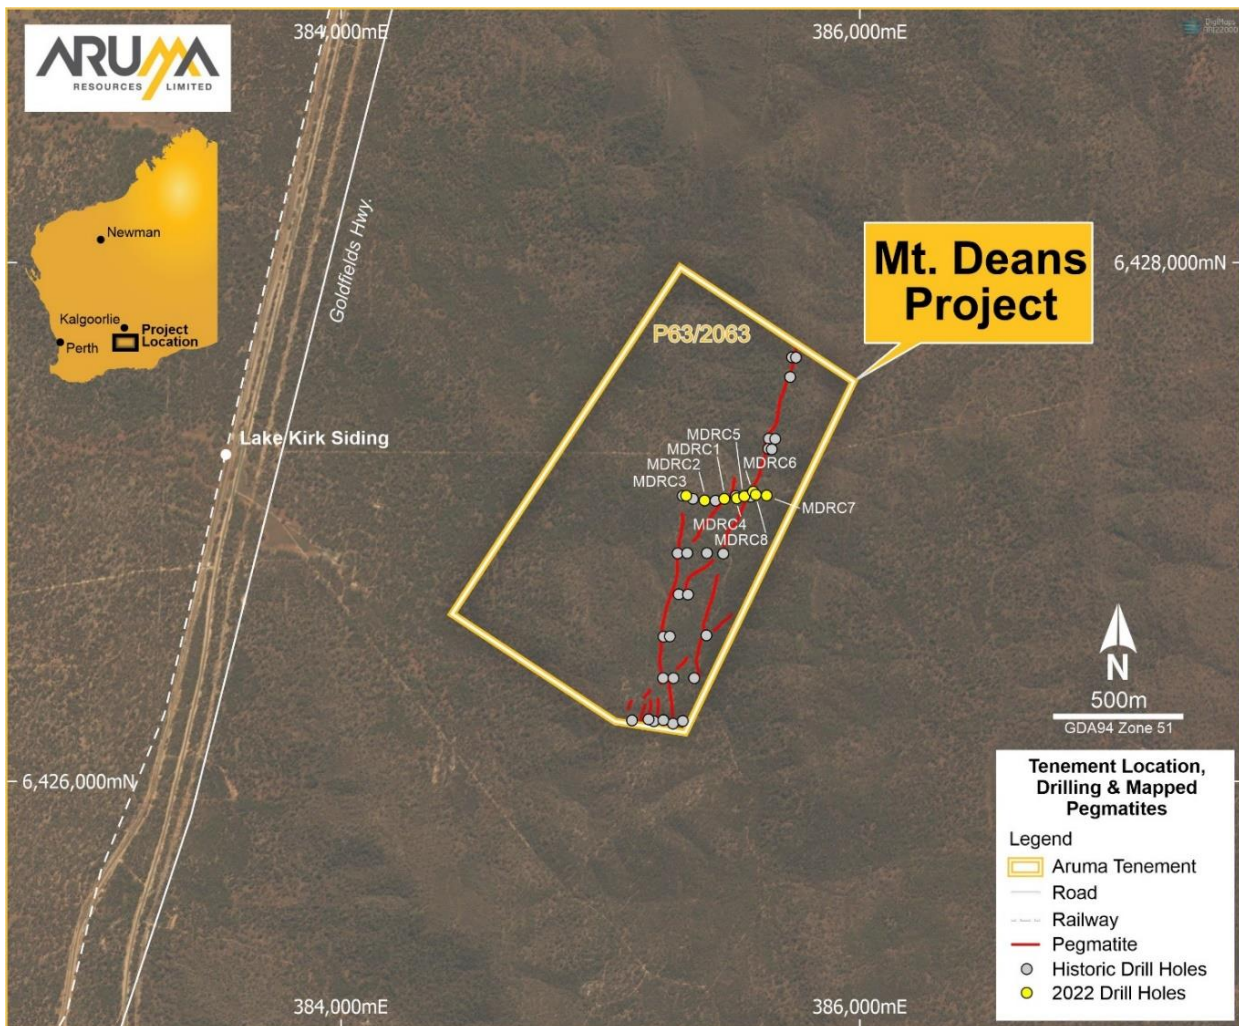 384,000mE
386,000mE
ARUMA
RESOURCES LIMITED
Newman
Kalgoorlie
Project
Location
Perth
Goldfields Hwy.
Mt. Deans
Project
6,428,000mN
P63/2063
Lake Kirk Siding
MDRC5
MDRC1
MDRC2
MDRC6
MDRC3
MDRC7
MDRC4
MDRC8
N
500m
GDA94 Zone 51
6,426,000mN
Tenement Location,
Drilling & Mapped
Pegmatites
Legend
Aruma Tenement
Road
Railway
Pegmatite
Historic Drill Holes
2022 Drill Holes
384,000mE
386,000mE